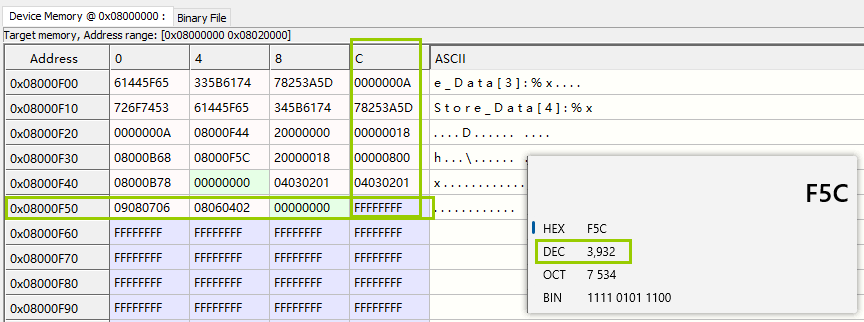 Device Memory @ 0x08000000 : Binary File
Target memory, Address range: [0x08000000 0x08020000]
Address 0 4 8 C ASCII
0x08000F00 61445F65 335B6174 78253A5D 0000000A e_Data[3]:%x....
0x08000F10 726F7453 61445F65 345B6174 78253A5D Store_Data[4]:%x
0x08000F20 0000000A 08000F44 20000000 00000018 ....D...... ....
0x08000F30 08000B68 08000F5C 20000018 00000800 h...\......
0x08000F40 08000B78 00000000 04030201 04030201 x............
0x08000F50 09080706 08060402 00000000 FFFFFFFF ............
0x08000F60 FFFFFFFF FFFFFFFF FFFFFFFF FFFFFFFF
0x08000F70 FFFFFFFF FFFFFFFF FFFFFFFF FFFFFFFF
0x08000F80 FFFFFFFF FFFFFFFF FFFFFFFF FFFFFFFF
0x08000F90 FFFFFFFF FFFFFFFF FFFFFFFF FFFFFFFF
F5C
HEX F5C
DEC 3,932
OCT 7 534
BIN 1111 0101 1100